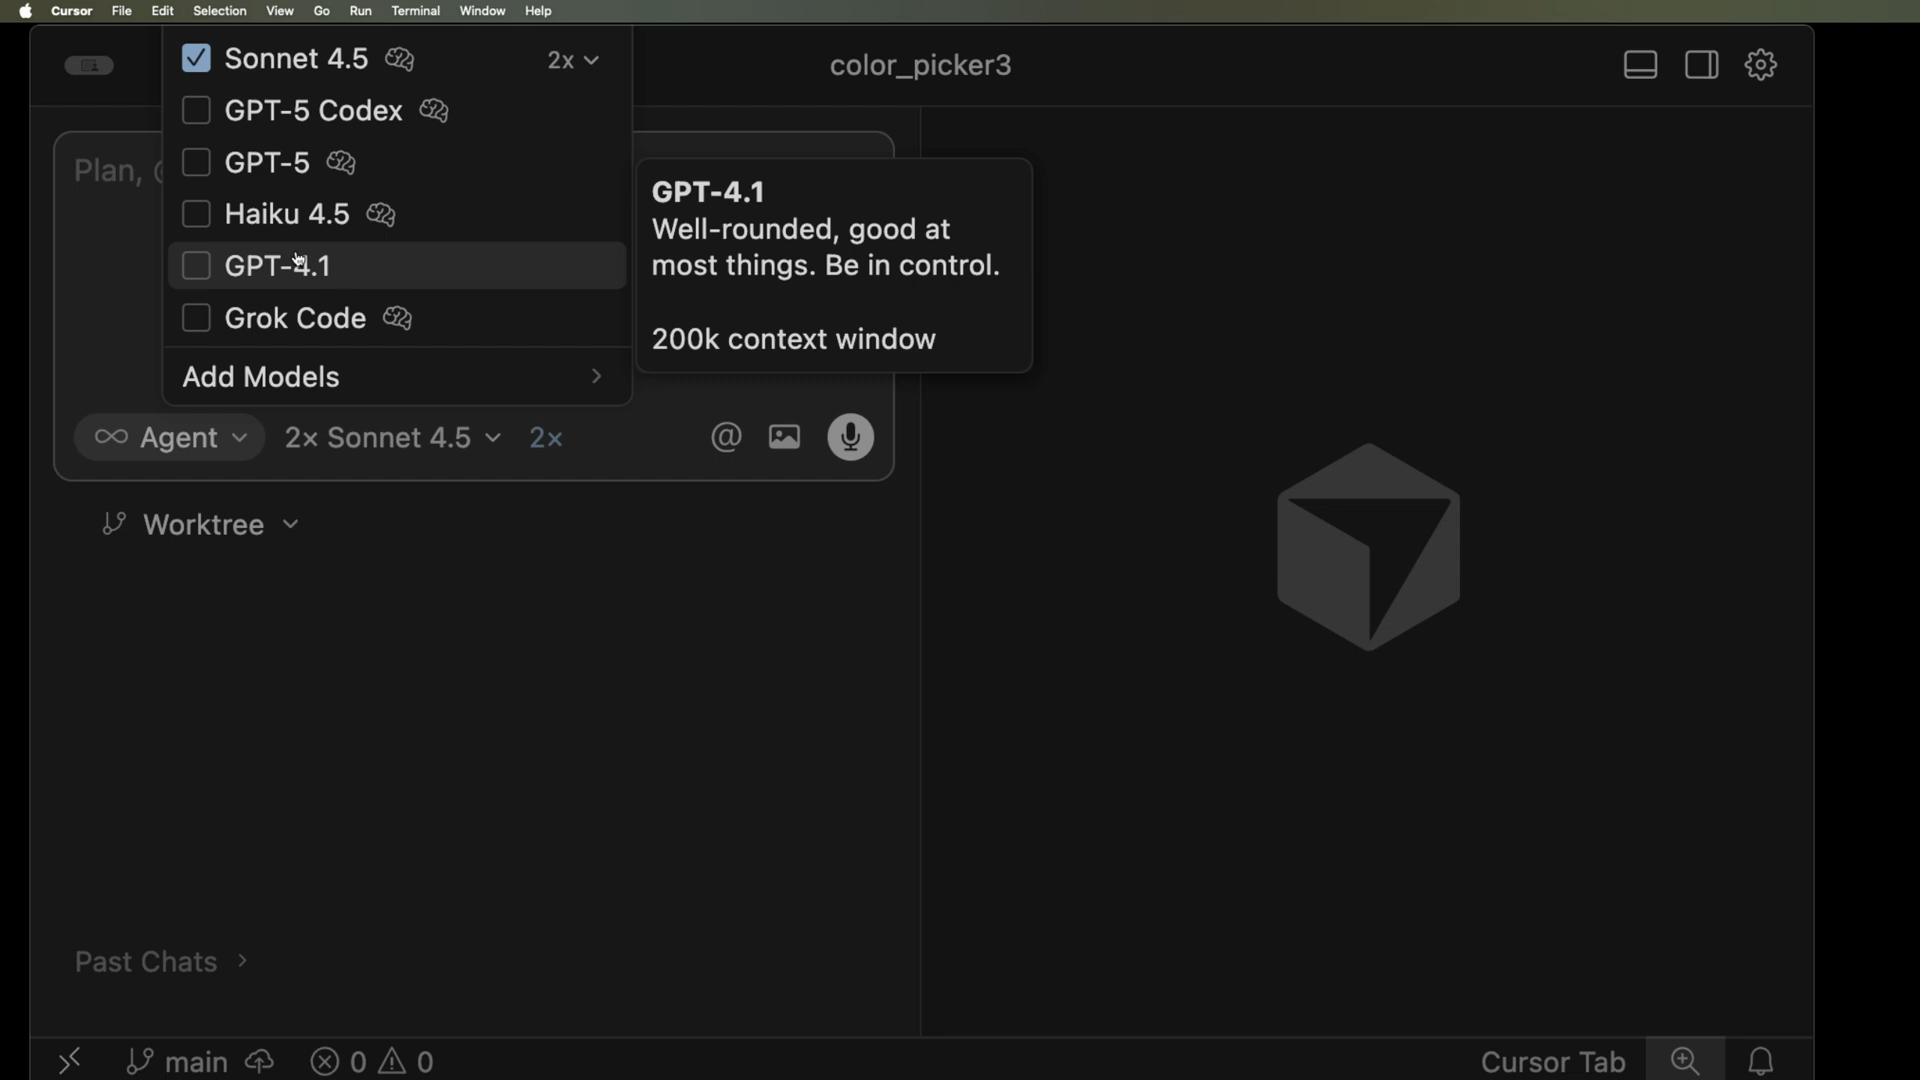 Cursor File Edit Selection View Go Run Terminal Window Help
color_picker3
Sonnet 4.5 2x
GPT-5 Codex
GPT-5
Haiku 4.5
GPT-4.1
Grok Code
Add Models
Plan,
GPT-4.1
Well-rounded, good at
most things. Be in control.
200k context window
Agent 2× Sonnet 4.5 2×
@
Worktree
Past Chats
main 0 0
Cursor Tab